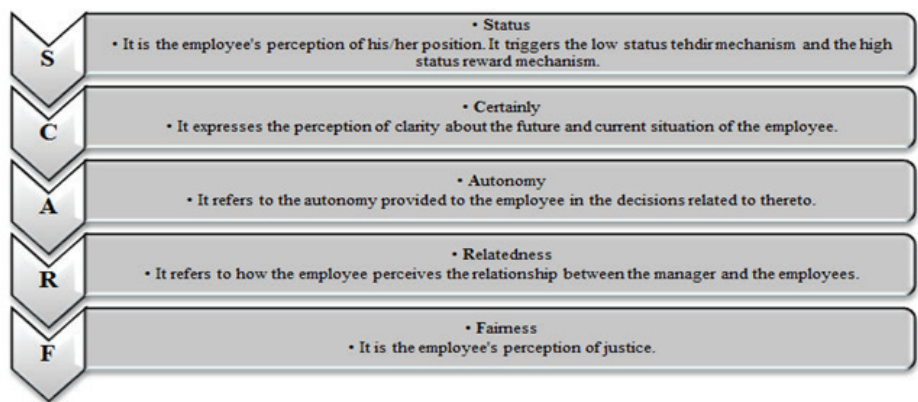 S
• Status
• It is the employee's perception of his/her position. It triggers the low status tehdir mechanism and the high
status reward mechanism.
C
• Certainly
• It expresses the perception of clarity about the future and current situation of the employee.
A
• Autonomy
• It refers to the autonomy provided to the employee in the decisions related to thereto.
R
• Relatedness
• It refers to how the employee perceives the relationship between the manager and the employees.
F
• Fairness
• It is the employee's perception of justice.